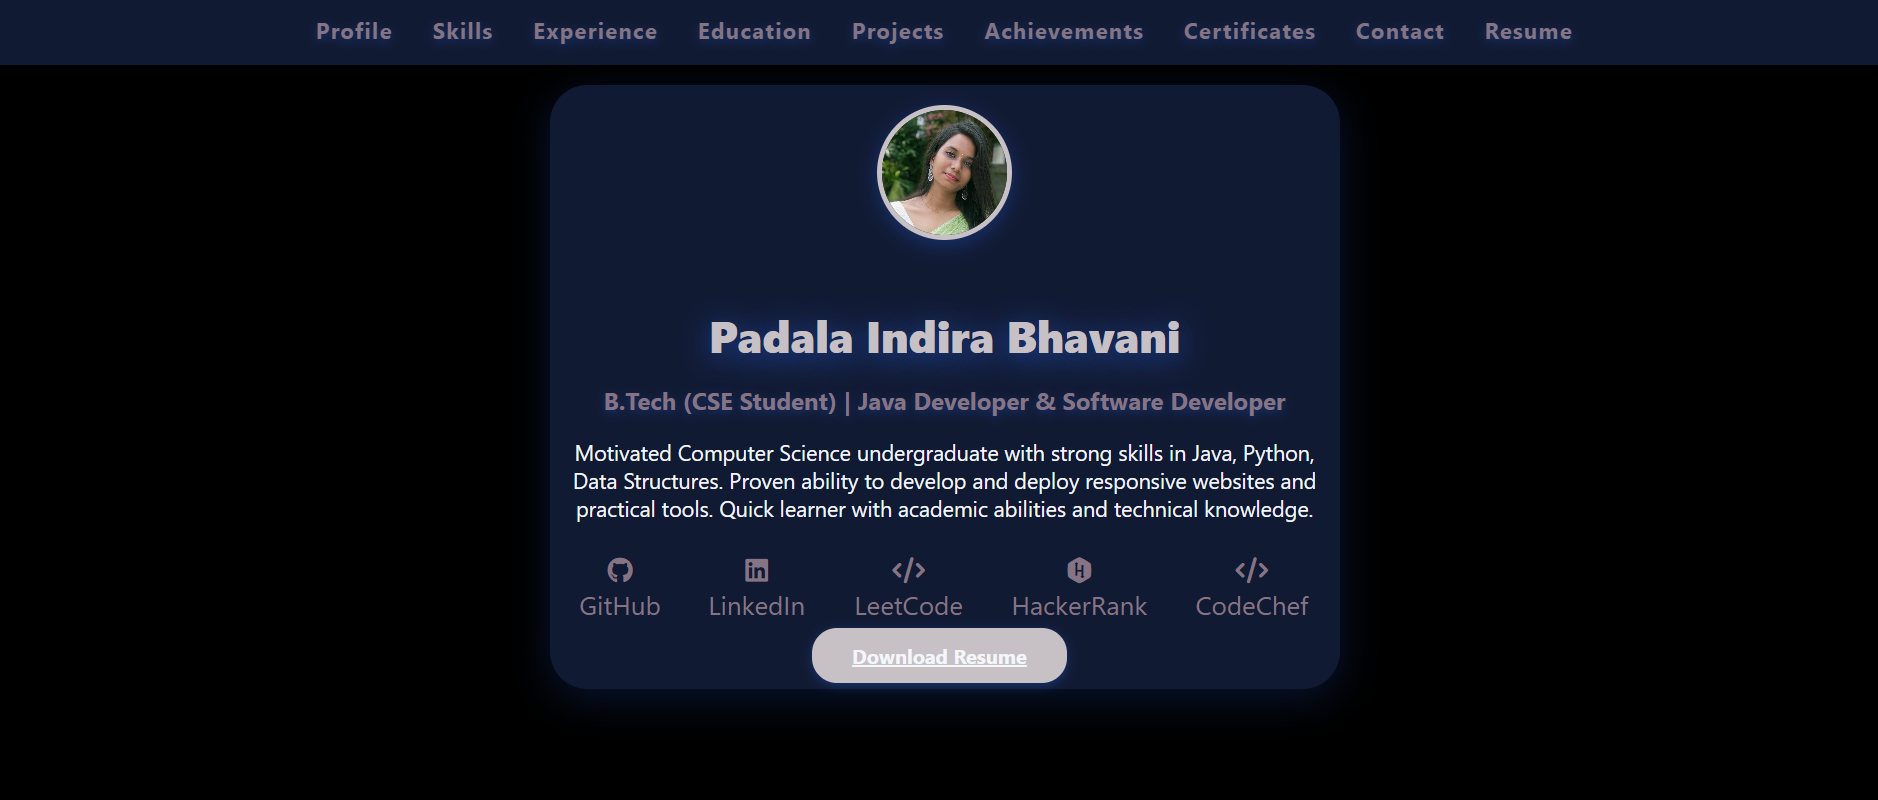 Profile Skills Experience Education Projects Achievements Certificates Contact Resume
Padala Indira Bhavani
B.Tech (CSE Student) | Java Developer & Software Developer
Motivated Computer Science undergraduate with strong skills in Java, Python,
Data Structures. Proven ability to develop and deploy responsive websites and
practical tools. Quick learner with academic abilities and technical knowledge.
GitHub LinkedIn LeetCode HackerRank CodeChef
Download Resume